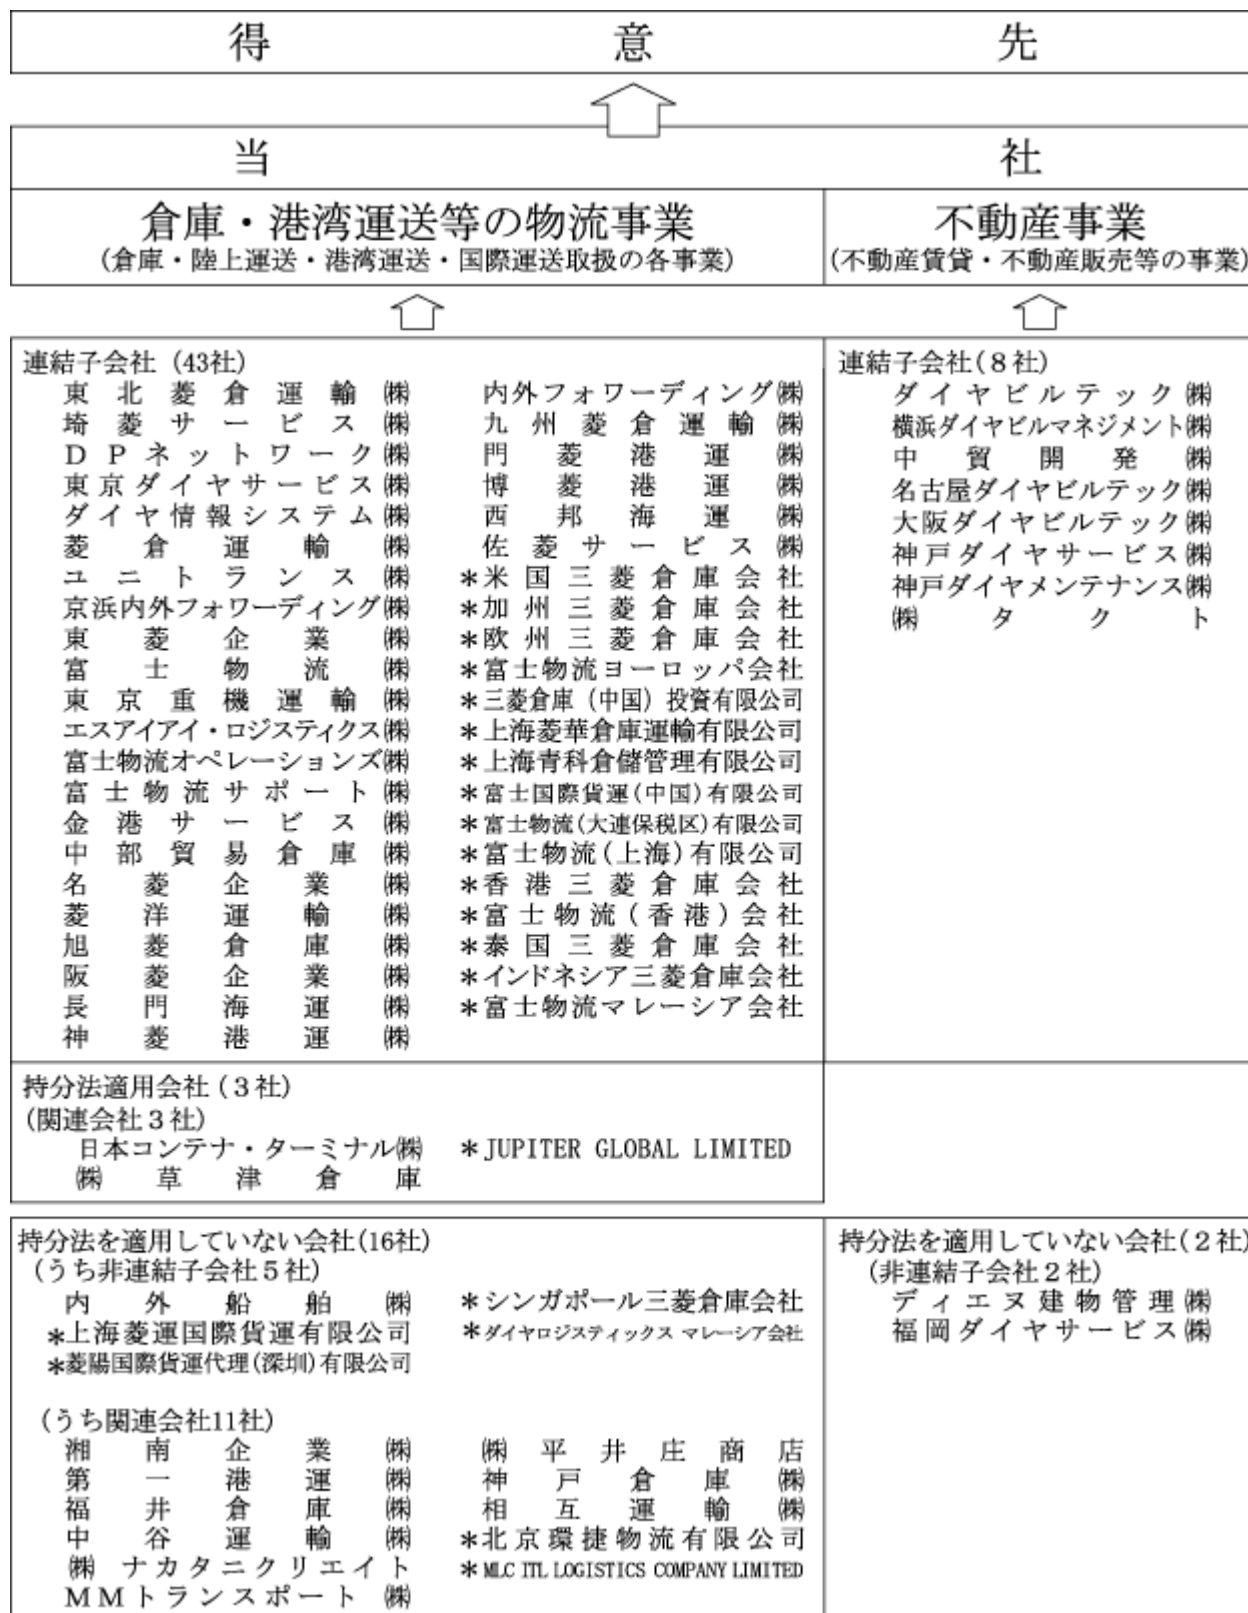 得意先
当社
倉庫・港湾運送等の物流事業
(倉庫・陸上運送・港湾運送・国際運送取扱の各事業)
不動産事業
(不動産賃貸・不動産販売等の事業)
連結子会社 (43社)
東北菱倉運輸㈱
埼菱サービス㈱
DPネットワーク㈱
東京ダイヤサービス㈱
ダイヤ情報システム㈱
菱倉運輸㈱
ユニトランス㈱
京浜内外フォワーディング㈱
東菱企業㈱
富士物流㈱
東京重機運輸㈱
エスアイアイ・ロジスティクス㈱
富士物流オペレーションズ㈱
富士物流サポート㈱
金港サービス㈱
中部貿易倉庫㈱
名菱企業㈱
菱洋運輸㈱
旭菱倉庫㈱
阪菱企業㈱
長門海運㈱
神菱港運㈱
内外フォワーディング㈱
九州菱倉運輸㈱
門菱港運㈱
博菱港運㈱
西邦海運㈱
佐菱サービス㈱
*米国三菱倉庫会社
*加州三菱倉庫会社
*欧州三菱倉庫会社
*富士物流ヨーロッパ会社
*三菱倉庫(中国)投資有限公司
*上海菱華倉庫運輸有限公司
*上海青科倉儲管理有限公司
*富士国際貨運(中国)有限公司
*富士物流(大連保税区)有限公司
*富士物流(上海)有限公司
*香港三菱倉庫会社
*富士物流(香港)会社
*泰国三菱倉庫会社
*インドネシア三菱倉庫会社
*富士物流マレーシア会社
連結子会社(8社)
ダイヤビルテック㈱
横浜ダイヤビルマネジメント㈱
中貿開発㈱
名古屋ダイヤビルテック㈱
大阪ダイヤビルテック㈱
神戸ダイヤサービス㈱
神戸ダイヤメンテナンス㈱
㈱タクト
持分法適用会社(3社)
(関連会社3社)
日本コンテナ・ターミナル㈱
㈱草津倉庫
*JUPITER GLOBAL LIMITED
持分法を適用していない会社(16社)
(うち非連結子会社5社)
内外船舶㈱
*上海菱運国際貨運有限公司
*菱陽国際貨運代理(深圳)有限公司
*シンガポール三菱倉庫会社
*ダイヤロジスティックス マレーシア会社
(うち関連会社11社)
湘南企業㈱
第一港運㈱
福井倉庫㈱
中谷運輸㈱
㈱ナカタニクリエイト
MMトランスポート㈱
㈱平井庄商店
神戸倉庫㈱
相互運輸㈱
*北京環捷物流有限公司
*MLC ITL LOGISTICS COMPANY LIMITED
持分法を適用していない会社(2社)
(非連結子会社2社)
ディエヌ建物管理㈱
福岡ダイヤサービス㈱